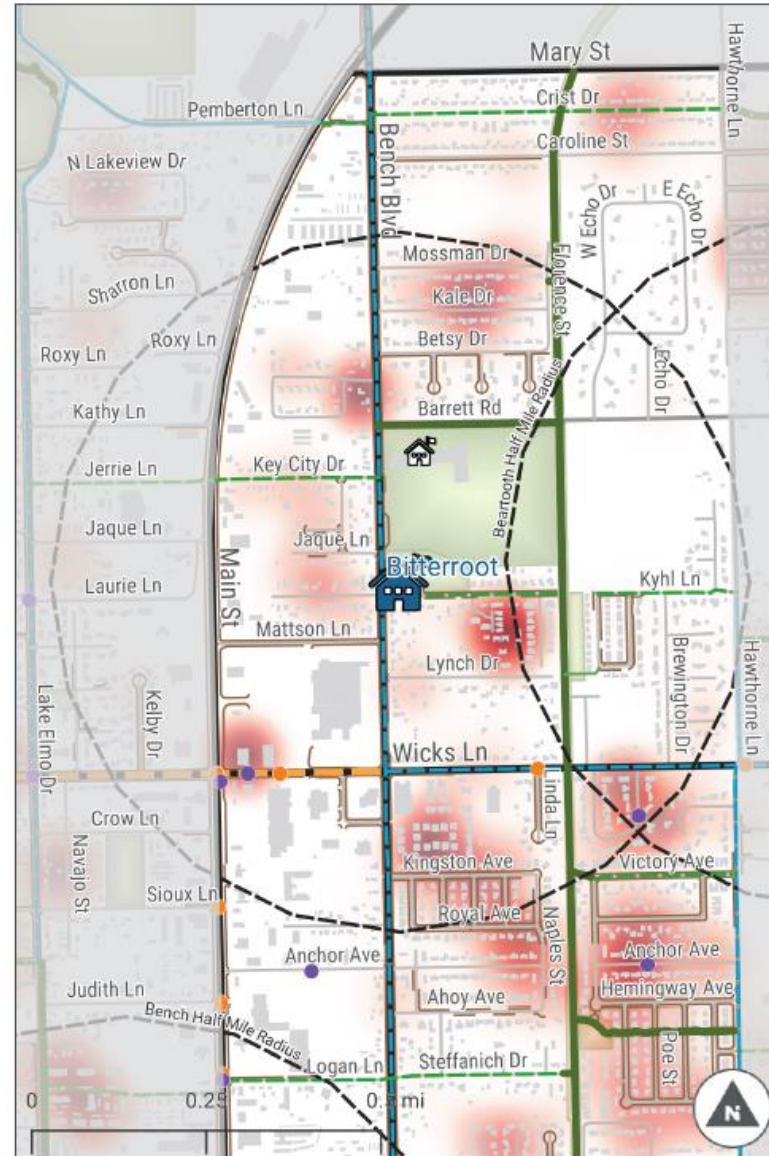 Mary St
Hawthorne Ln
Crist Dr
Pemberton Ln
Caroline St
Bench Blvd
N Lakeview Dr
W Echo Dr
E Echo Dr
Mossman Dr
Florence St
Sharron Ln
Kale Dr
Roxy Ln
Roxy Ln
Betsy Dr
Echo Dr
Kathy Ln
Barrett Rd
Beartooth Half Mile Radius
Jerrie Ln
Key City Dr
Jaque Ln
Jaque Ln
Main St
Bitterroot
Laurie Ln
Kyhl Ln
Mattson Ln
Lynch Dr
Brewington Dr
Hawthorne Ln
Lake Elmo Dr
Kelby Dr
Wicks Ln
Linda Ln
Crow Ln
Navajo St
Kingston Ave
Victory Ave
Sioux Ln
Royal Ave
Naples St
Anchor Ave
Anchor Ave
Judith Ln
Ahoy Ave
Hemingway Ave
Bench Half Mile Radius
Poe St
Logan Ln
Steffanich Dr
0
0.25
0.5 mi
N